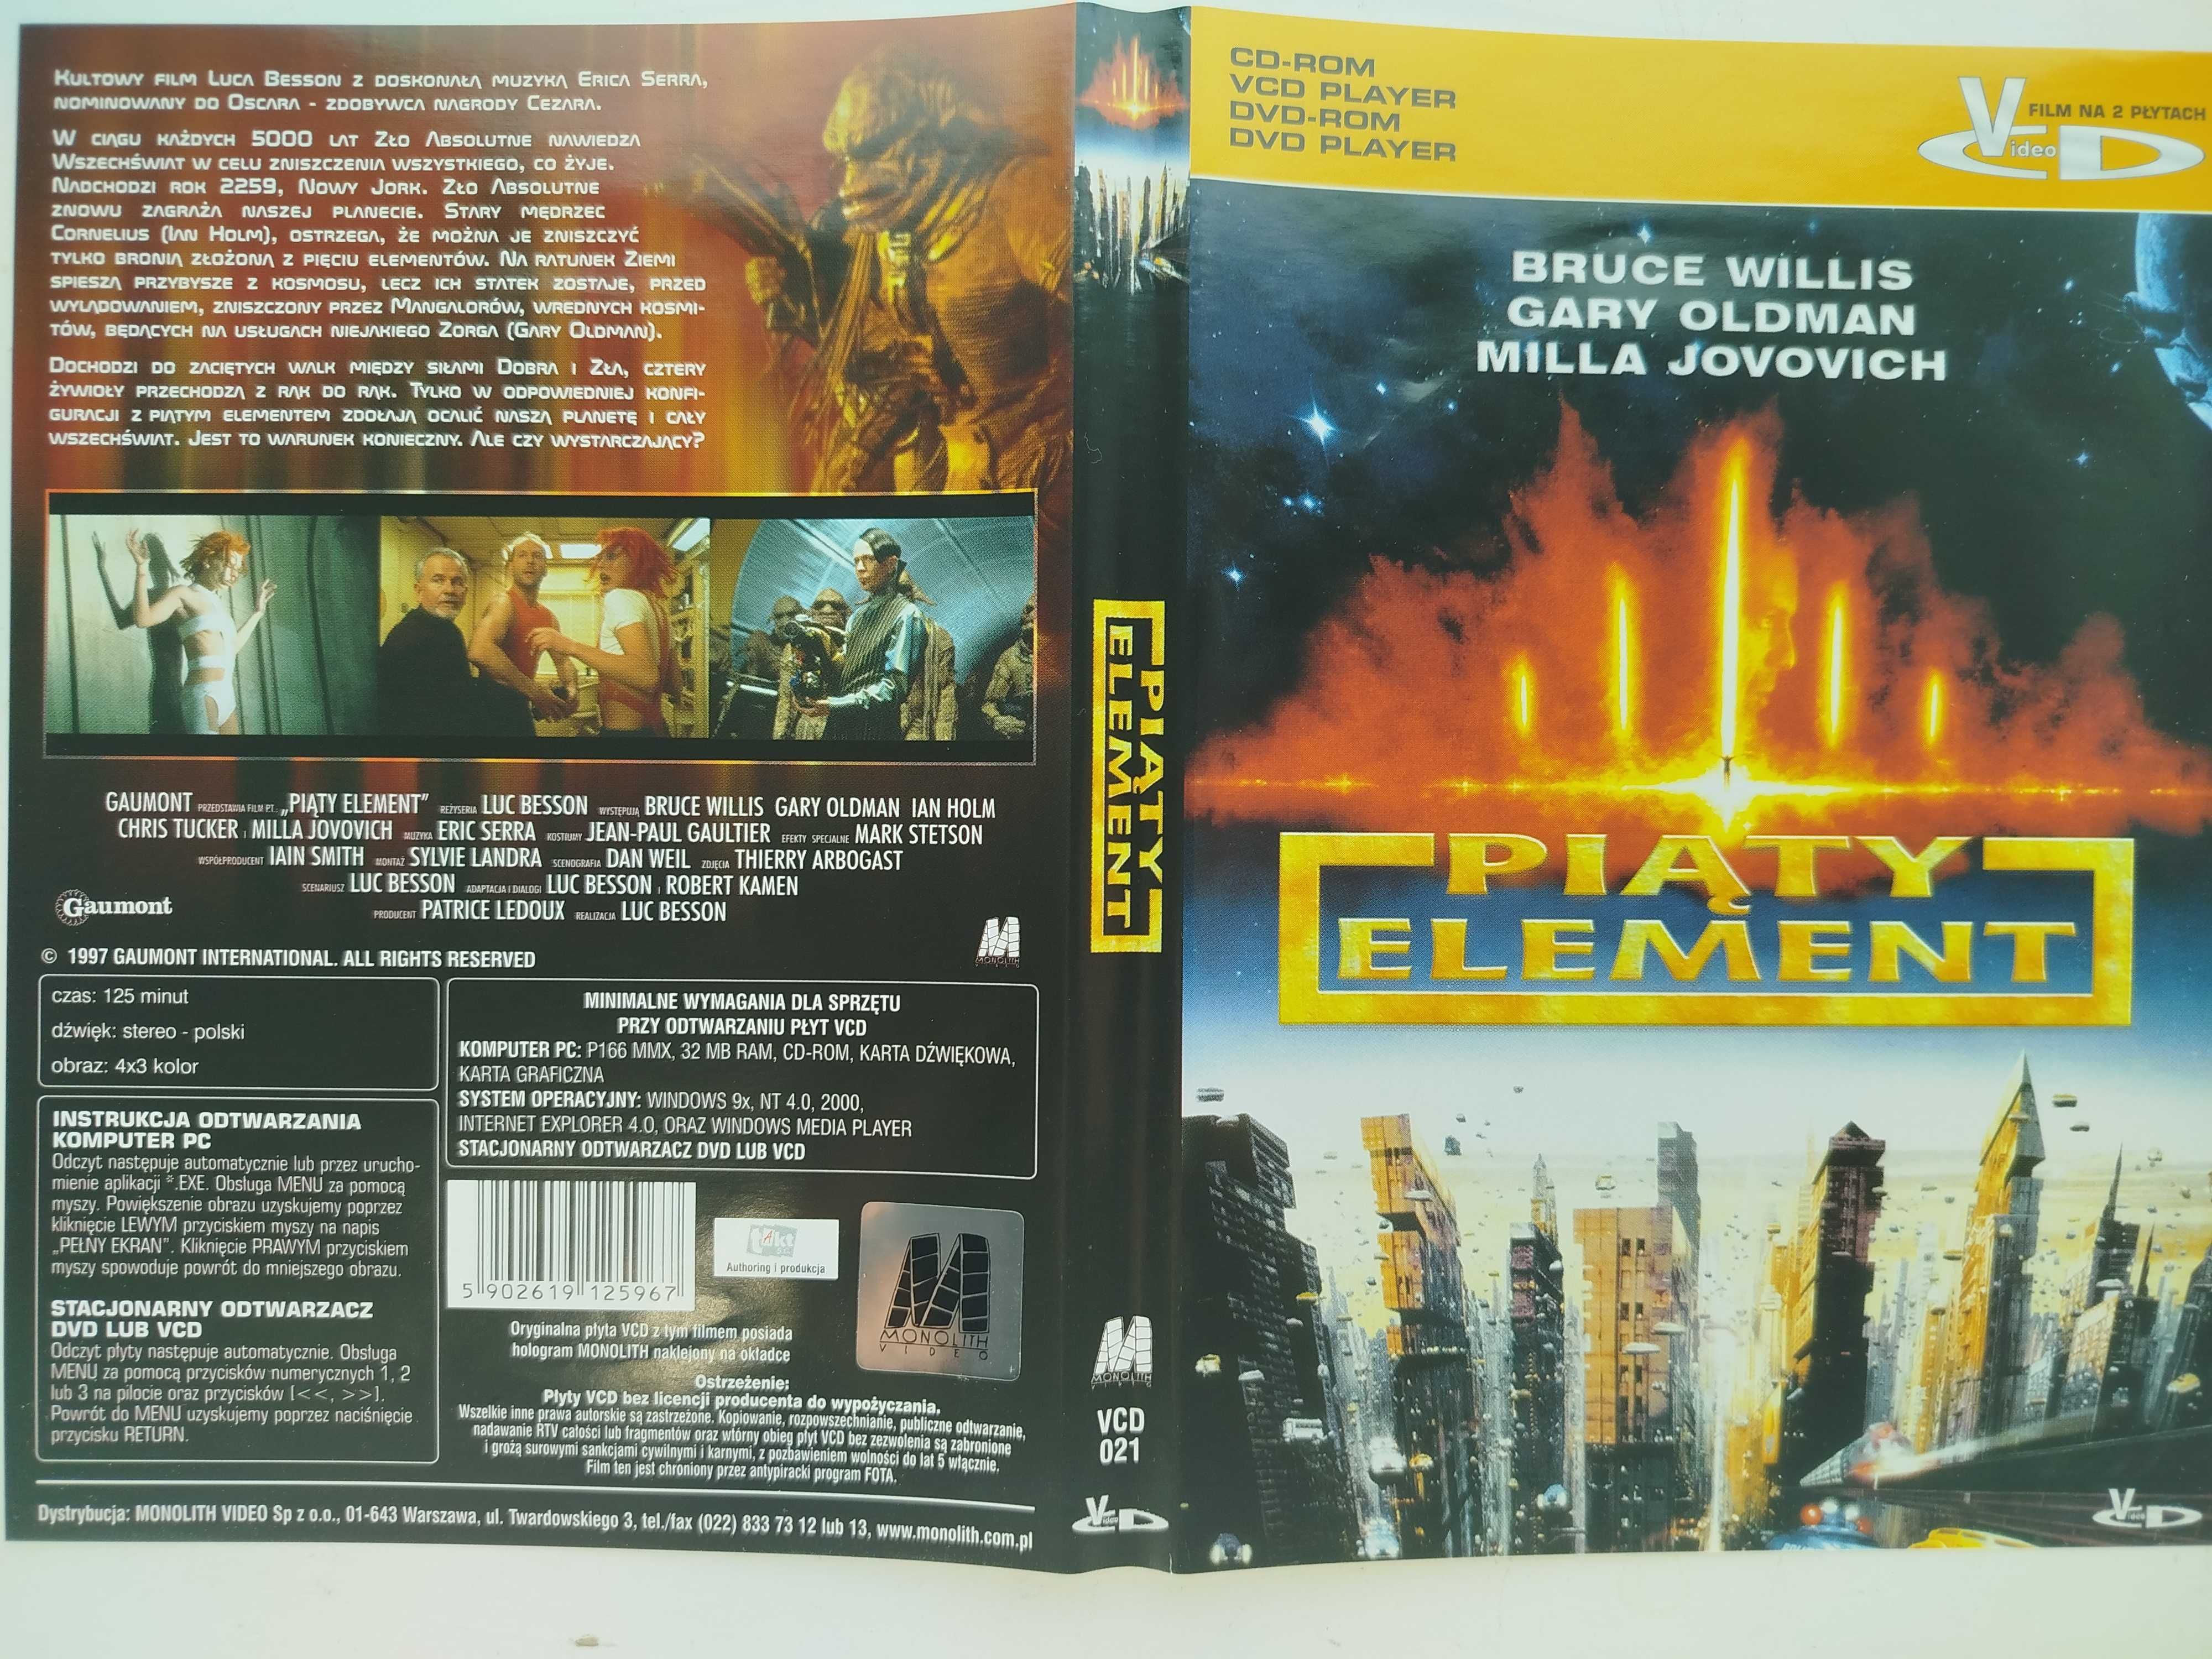 Kultowy film Luca Besson z doskonałą muzyką Erica Serra,
nominowany do Oscara - zdobywca nagrody Cezara.
W ciągu każdych 5000 lat Zło Absolutne nawiedza
Wszechświat w celu zniszczenia wszystkiego, co żyje.
Nadchodzi rok 2259, Nowy Jork. Zło Absolutne
znowu zagraża naszej planecie. Stary mędrzec
Cornelius (Ian Holm), ostrzega, że można je zniszczyć
tylko bronią złożoną z pięciu elementów. Na ratunek Ziemi
spieszą przybysze z kosmosu, lecz ich statek zostaje, przed
wylądowaniem, zniszczony przez Mangalorów, wrednych kosmi-
tów, będących na usługach niejakiego Zorga (Gary Oldman).
Dochodzi do zaciętych walk między siłami Dobra i Zła, cztery
żywioły przechodzą z rąk do rąk. Tylko w odpowiedniej konfi-
guracji z piątym elementem zdołają ocalić naszą planetę i cały
wszechświat. Jest to warunek konieczny. Ale czy wystarczający?
GAUMONT PRZEDSTAWIA FILM PT. „PIĄTY ELEMENT” REŻYSERIA LUC BESSON WYSTĘPUJĄ BRUCE WILLIS GARY OLDMAN IAN HOLM
CHRIS TUCKER I MILLA JOVOVICH MUZYKA ERIC SERRA KOSTIUMY JEAN-PAUL GAULTIER EFEKTY SPECJALNE MARK STETSON
WSPÓŁPRODUCENT IAIN SMITH MONTAŻ SYLVIE LANDRA SCENOGRAFIA DAN WEIL ZDJĘCIA THIERRY ARBOGAST
SCENARIUSZ LUC BESSON ADAPTACJA I DIALOGI LUC BESSON I ROBERT KAMEN
PRODUCENT PATRICE LEDOUX REALIZACJA LUC BESSON
Gaumont
MONOLITH
VIDEO
© 1997 GAUMONT INTERNATIONAL. ALL RIGHTS RESERVED
czas: 125 minut
dźwięk: stereo - polski
obraz: 4x3 kolor
INSTRUKCJA ODTWARZANIA
KOMPUTER PC
Odczyt następuje automatycznie lub przez urucho-
mienie aplikacji *.EXE. Obsługa MENU za pomocą
myszy. Powiększenie obrazu uzyskujemy poprzez
kliknięcie LEWYM przyciskiem myszy na napis
„PEŁNY EKRAN”. Kliknięcie PRAWYM przyciskiem
myszy spowoduje powrót do mniejszego obrazu.
STACJONARNY ODTWARZACZ
DVD LUB VCD
Odczyt płyty następuje automatycznie. Obsługa
MENU za pomocą przycisków numerycznych 1, 2
lub 3 na pilocie oraz przycisków (<<, >>).
Powrót do MENU uzyskujemy poprzez naciśnięcie
przycisku RETURN.
MINIMALNE WYMAGANIA DLA SPRZĘTU
PRZY ODTWARZANIU PŁYT VCD
KOMPUTER PC: P166 MMX, 32 MB RAM, CD-ROM, KARTA DŹWIĘKOWA,
KARTA GRAFICZNA
SYSTEM OPERACYJNY: WINDOWS 9x, NT 4.0, 2000,
INTERNET EXPLORER 4.0, ORAZ WINDOWS MEDIA PLAYER
STACJONARNY ODTWARZACZ DVD LUB VCD
5 902619 125967
takt
Authoring i produkcja
MONOLITH
VIDEO
Oryginalna płyta VCD z tym filmem posiada
hologram MONOLITH naklejony na okładce
Ostrzeżenie:
Płyty VCD bez licencji producenta do wypożyczania.
Wszelkie inne prawa autorskie są zastrzeżone. Kopiowanie, rozpowszechnianie, publiczne odtwarzanie,
nadawanie RTV całości lub fragmentów oraz wtórny obieg płyt VCD bez zezwolenia są zabronione
i grożą surowymi sankcjami cywilnymi i karnymi, z pozbawieniem wolności do lat 5 włącznie.
Film ten jest chroniony przez antypiracki program FOTA.
Dystrybucja: MONOLITH VIDEO Sp z o.o., 01-643 Warszawa, ul. Twardowskiego 3, tel./fax (022) 833 73 12 lub 13, www.monolith.com.pl
PIĄTY
ELEMENT
MONOLITH
VIDEO
VCD
021
Video CD
CD-ROM
VCD PLAYER
DVD-ROM
DVD PLAYER
FILM NA 2 PŁYTACH
Video CD
BRUCE WILLIS
GARY OLDMAN
MILLA JOVOVICH
PIĄTY
ELEMENT
Video CD